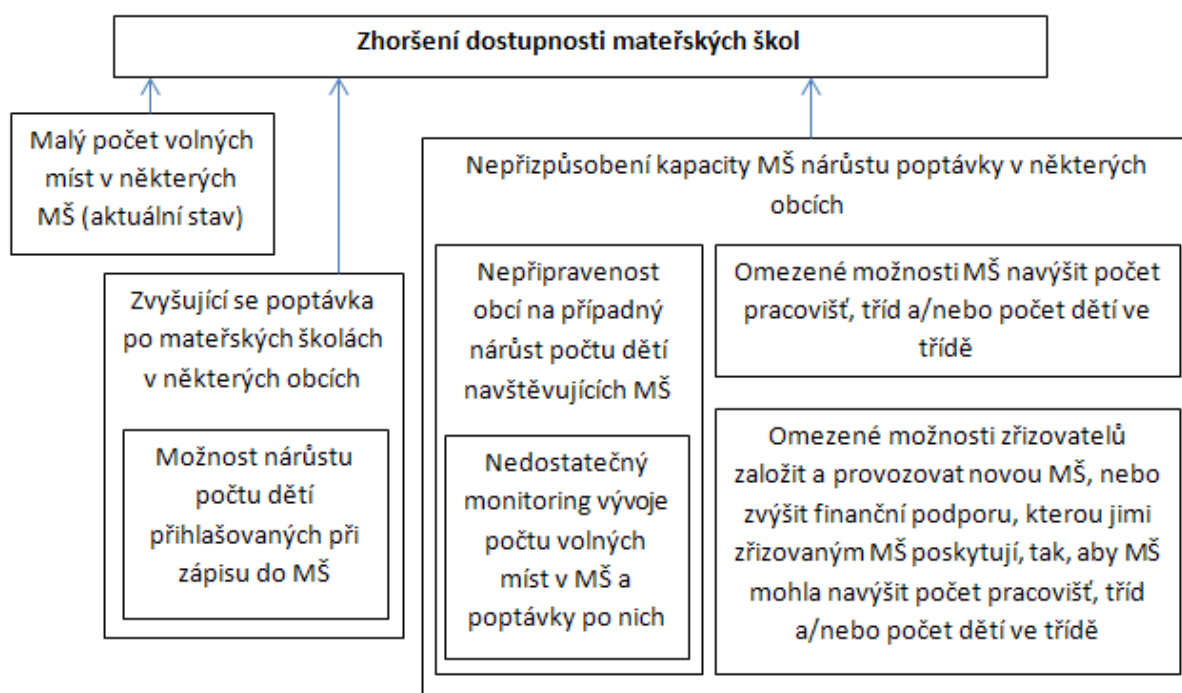 Zhoršení dostupnosti mateřských škol
Malý počet volných
míst v některých
MŠ (aktuální stav)
Zvyšující se poptávka
po mateřských školách
v některých obcích
Možnost nárůstu
počtu dětí
přihlašovaných při
zápisu do MŠ
Nepřizpůsobení kapacity MŠ nárůstu poptávky v některých
obcích
Nepřipravenost
obcí na případný
nárůst počtu dětí
navštěvujících MŠ
Nedostatečný
monitoring vývoje
počtu volných
míst v MŠ a
poptávky po nich
Omezené možnosti MŠ navýšit počet
pracovišť, tříd a/nebo počet dětí ve
třídě
Omezené možnosti zřizovatelů
založit a provozovat novou MŠ, nebo
zvýšit finanční podporu, kterou jimi
zřizovaným MŠ poskytují, tak, aby MŠ
mohla navýšit počet pracovišť, tříd
a/nebo počet dětí ve třídě